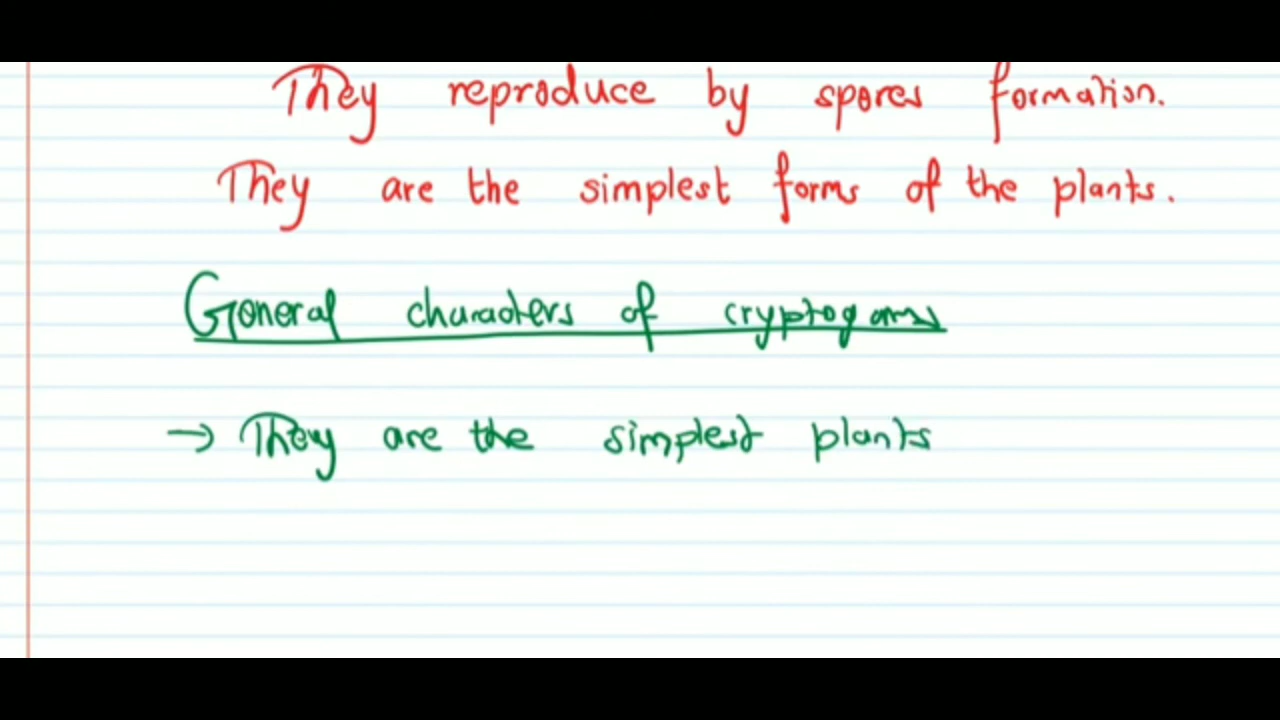 They reproduce by spores formation.
They are the simplest forms of the plants.
General characters of cryptogams
→ They are the simplest plants